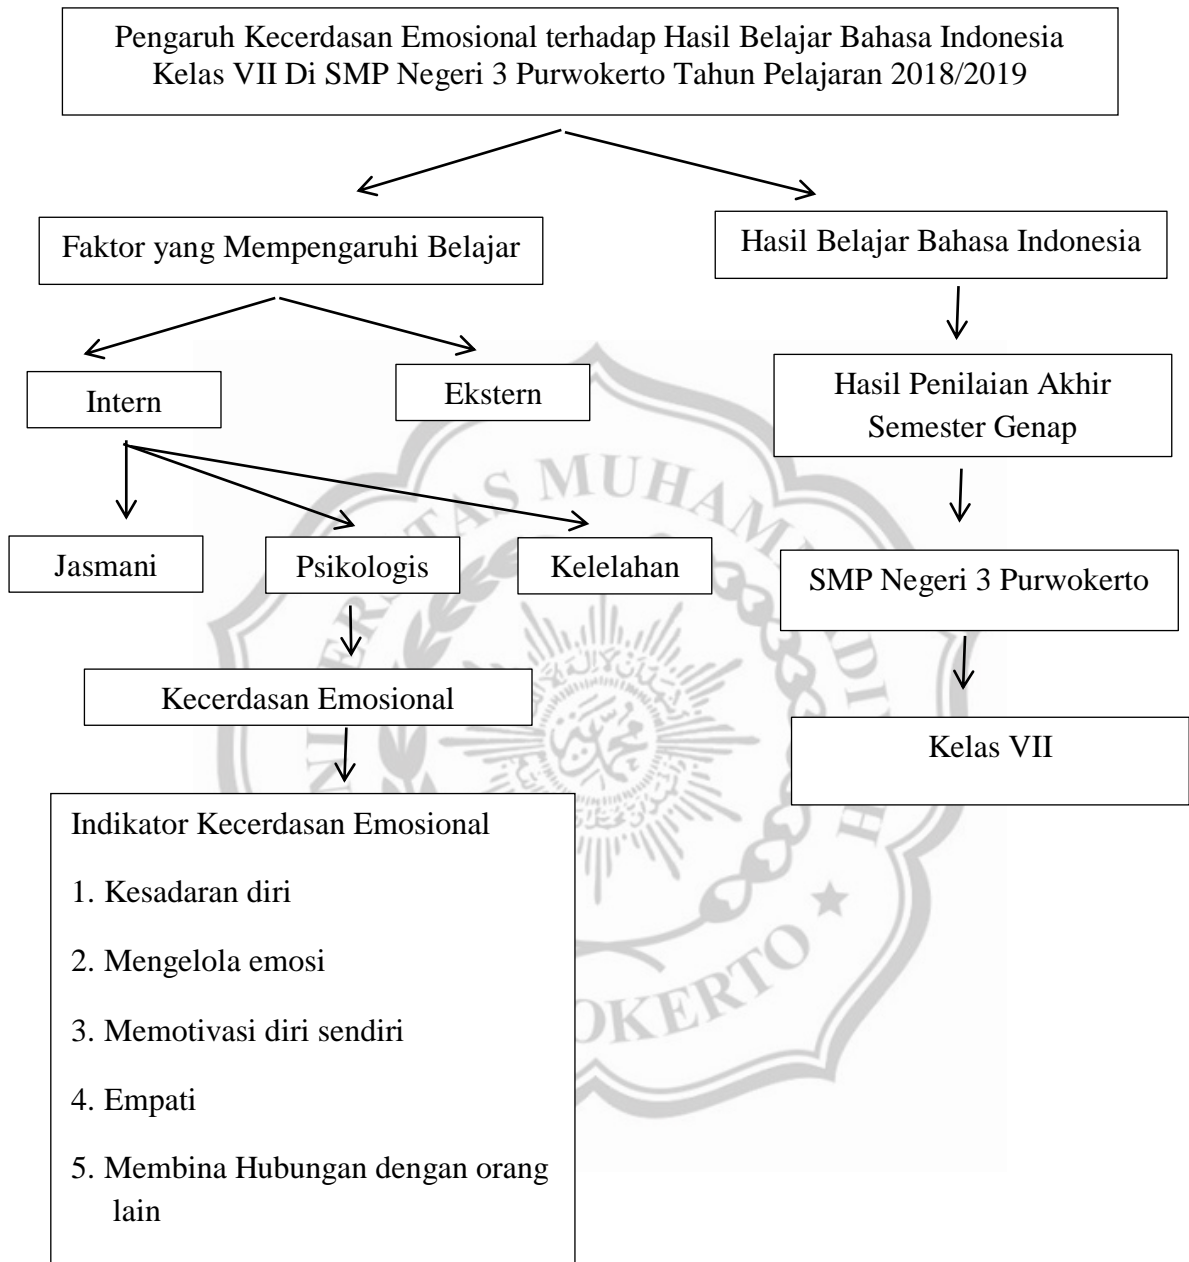 Pengaruh Kecerdasan Emosional terhadap Hasil Belajar Bahasa Indonesia
Kelas VII Di SMP Negeri 3 Purwokerto Tahun Pelajaran 2018/2019
Faktor yang Mempengaruhi Belajar
Hasil Belajar Bahasa Indonesia
Intern
Ekstern
Hasil Penilaian Akhir
Semester Genap
Jasmani
Psikologis
Kelelahan
SMP Negeri 3 Purwokerto
Kecerdasan Emosional
Kelas VII
Indikator Kecerdasan Emosional
1. Kesadaran diri
2. Mengelola emosi
3. Memotivasi diri sendiri
4. Empati
5. Membina Hubungan dengan orang
lain